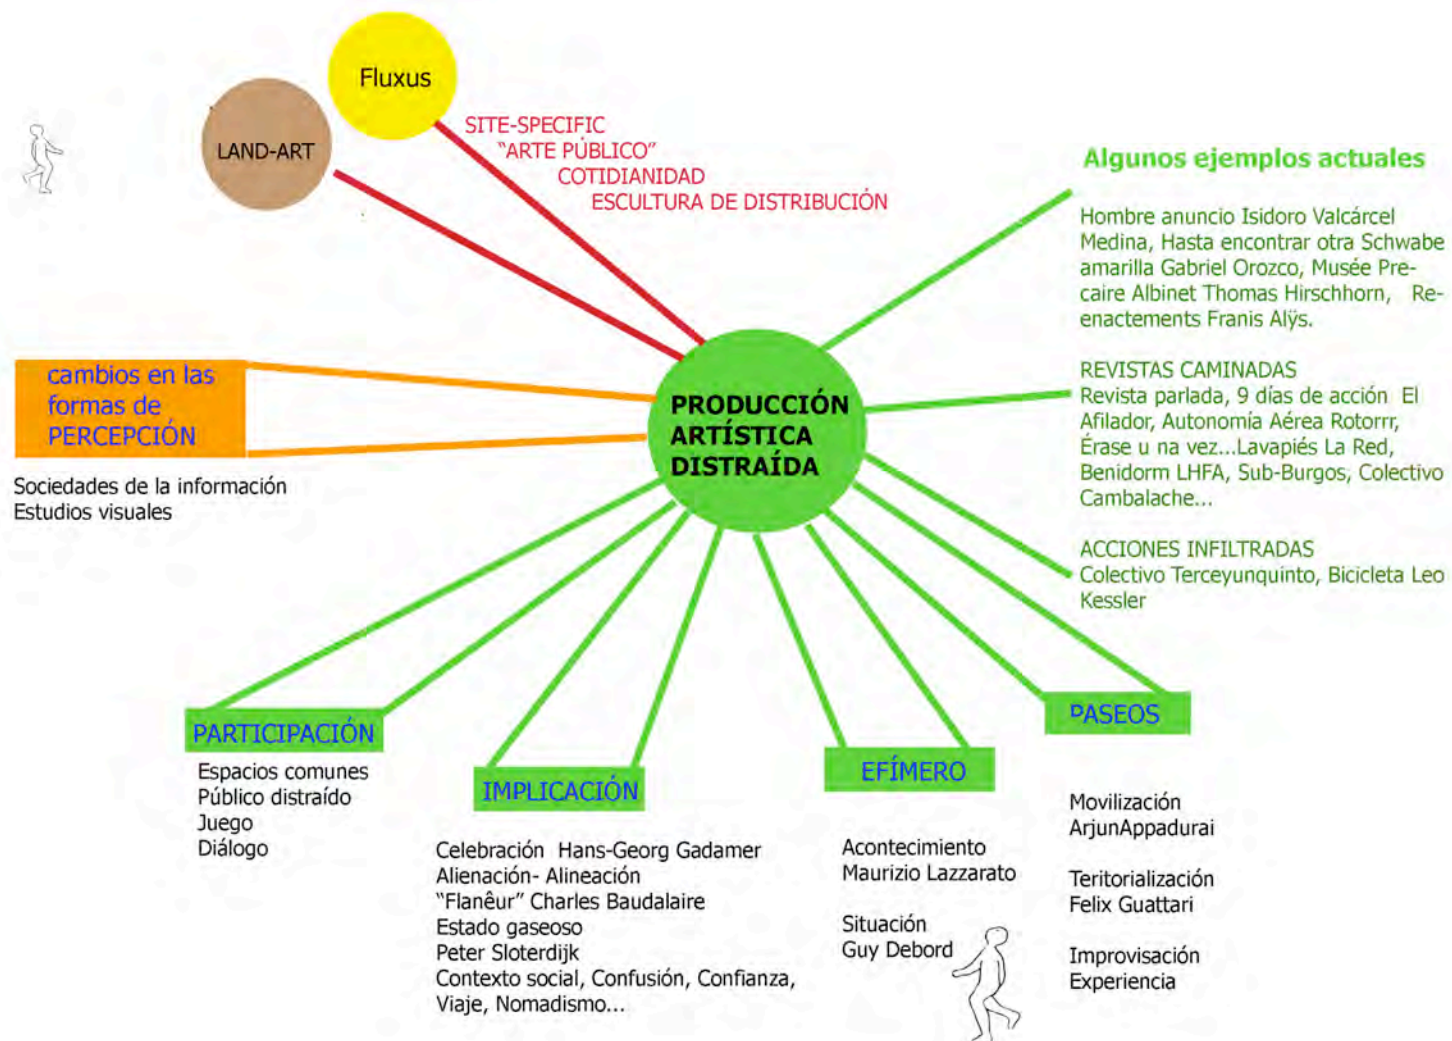 Fluxus
LAND-ART
SITE-SPECIFIC
“ARTE PÚBLICO”
COTIDIANIDAD
ESCULTURA DE DISTRIBUCIÓN
Algunos ejemplos actuales
Hombre anuncio Isidoro Valcárcel
Medina, Hasta encontrar otra Schwabe
amarilla Gabriel Orozco, Musée Pre-
caire Albinet Thomas Hirschhorn, Re-
enactements Franis Alÿs.
REVISTAS CAMINADAS
Revista parlada, 9 días de acción El
Afilador, Autonomía Aérea Rotorrr,
Érase u na vez...Lavapiés La Red,
Benidorm LHFA, Sub-Burgos, Colectivo
Cambalache...
ACCIONES INFILTRADAS
Colectivo Terceyunquinto, Bicicleta Leo
Kessler
cambios en las
formas de
PERCEPCIÓN
Sociedades de la información
Estudios visuales
PRODUCCIÓN
ARTÍSTICA
DISTRAÍDA
PARTICIPACIÓN
Espacios comunes
Público distraído
Juego
Diálogo
IMPLICACIÓN
Celebración Hans-Georg Gadamer
Alienación- Alineación
“Flanêur” Charles Baudalaire
Estado gaseoso
Peter Sloterdijk
Contexto social, Confusión, Confianza,
Viaje, Nomadismo...
EFÍMERO
Acontecimiento
Maurizio Lazzarato
Situación
Guy Debord
PASEOS
Movilización
ArjunAppadurai
Teritorialización
Felix Guattari
Improvisación
Experiencia